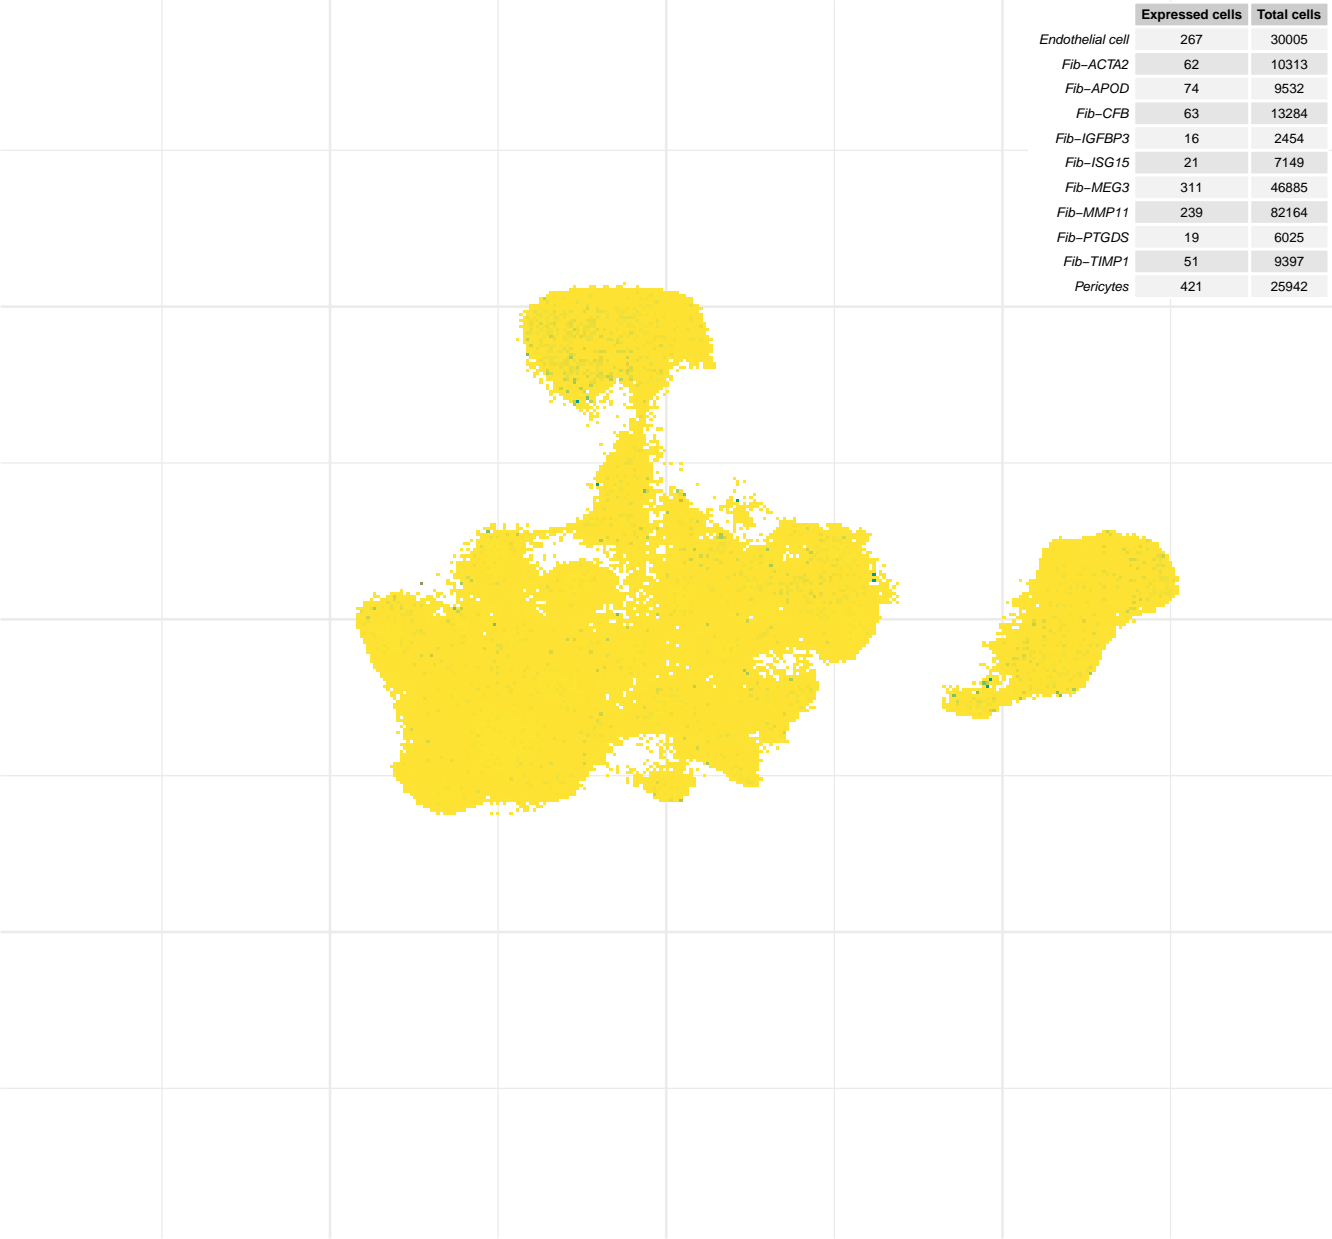 Expressed cells Total cells
Endothelial cell 267 30005
Fib−ACTA2 62 10313
Fib−APOD 74 9532
Fib−CFB 63 13284
Fib−IGFBP3 16 2454
Fib−ISG15 21 7149
Fib−MEG3 311 46885
Fib−MMP11 239 82164
Fib−PTGDS 19 6025
Fib−TIMP1 51 9397
Pericytes 421 25942